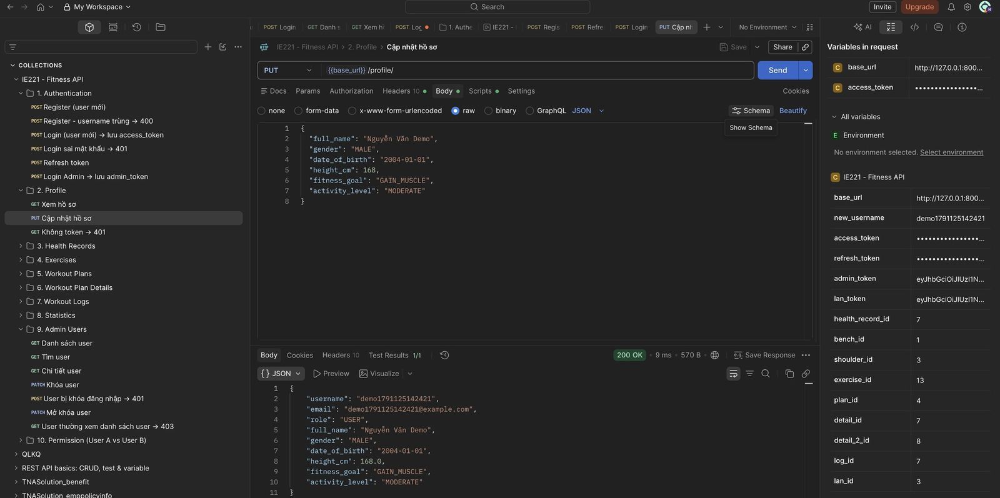 My Workspace
Search
Invite
Upgrade
POST Login
GET Danh s
GET Xem h
POST Log
1. Authe
IE221 -
POST Regis
POST Refre
POST Login
PUT Cập nh
No Environment
AI
COLLECTIONS
IE221 - Fitness API
1. Authentication
POST Register (user mới)
POST Register - username trùng → 400
POST Login (user mới) → lưu access_token
POST Login sai mật khẩu → 401
POST Refresh token
POST Login Admin → lưu admin_token
2. Profile
GET Xem hồ sơ
PUT Cập nhật hồ sơ
GET Không token → 401
3. Health Records
4. Exercises
5. Workout Plans
6. Workout Plan Details
7. Workout Logs
8. Statistics
9. Admin Users
GET Danh sách user
GET Tìm user
GET Chi tiết user
PATCH Khóa user
POST User bị khóa đăng nhập → 401
PATCH Mở khóa user
GET User thường xem danh sách user → 403
10. Permission (User A vs User B)
QLKQ
REST API basics: CRUD, test & variable
TNASolution_benefit
TNASolution_emppolicyinfo
HTTP IE221 - Fitness API > 2. Profile > Cập nhật hồ sơ
Save
Share
PUT
{{base_url}} /profile/
Send
Docs
Params
Authorization
Headers 10
Body
Scripts
Settings
Cookies
none
form-data
x-www-form-urlencoded
raw
binary
GraphQL
JSON
Schema
Beautify
Show Schema
1 {
2 "full_name": "Nguyễn Văn Demo",
3 "gender": "MALE",
4 "date_of_birth": "2004-01-01",
5 "height_cm": 168,
6 "fitness_goal": "GAIN_MUSCLE",
7 "activity_level": "MODERATE"
8 }
Body
Cookies
Headers 10
Test Results 1/1
200 OK • 9 ms • 570 B
e.g. Save Response
{} JSON
Preview
Visualize
1 {
2 "username": "demo1791125142421",
3 "email": "demo1791125142421@example.com",
4 "role": "USER",
5 "full_name": "Nguyễn Văn Demo",
6 "gender": "MALE",
7 "date_of_birth": "2004-01-01",
8 "height_cm": 168.0,
9 "fitness_goal": "GAIN_MUSCLE",
10 "activity_level": "MODERATE"
11 }
Variables in request
C base_url http://127.0.0.1:800...
C access_token ••••••••••••••••...
All variables
E Environment
No environment selected. Select environment
C IE221 - Fitness API
base_url http://127.0.0.1:800...
new_username demo1791125142421
access_token ••••••••••••••••...
refresh_token ••••••••••••••••...
admin_token eyJhbGciOiJIUzI1N...
lan_token eyJhbGciOiJIUzI1N...
health_record_id 7
bench_id 1
shoulder_id 3
exercise_id 13
plan_id 4
detail_id 7
detail_2_id 8
log_id 7
lan_id 3